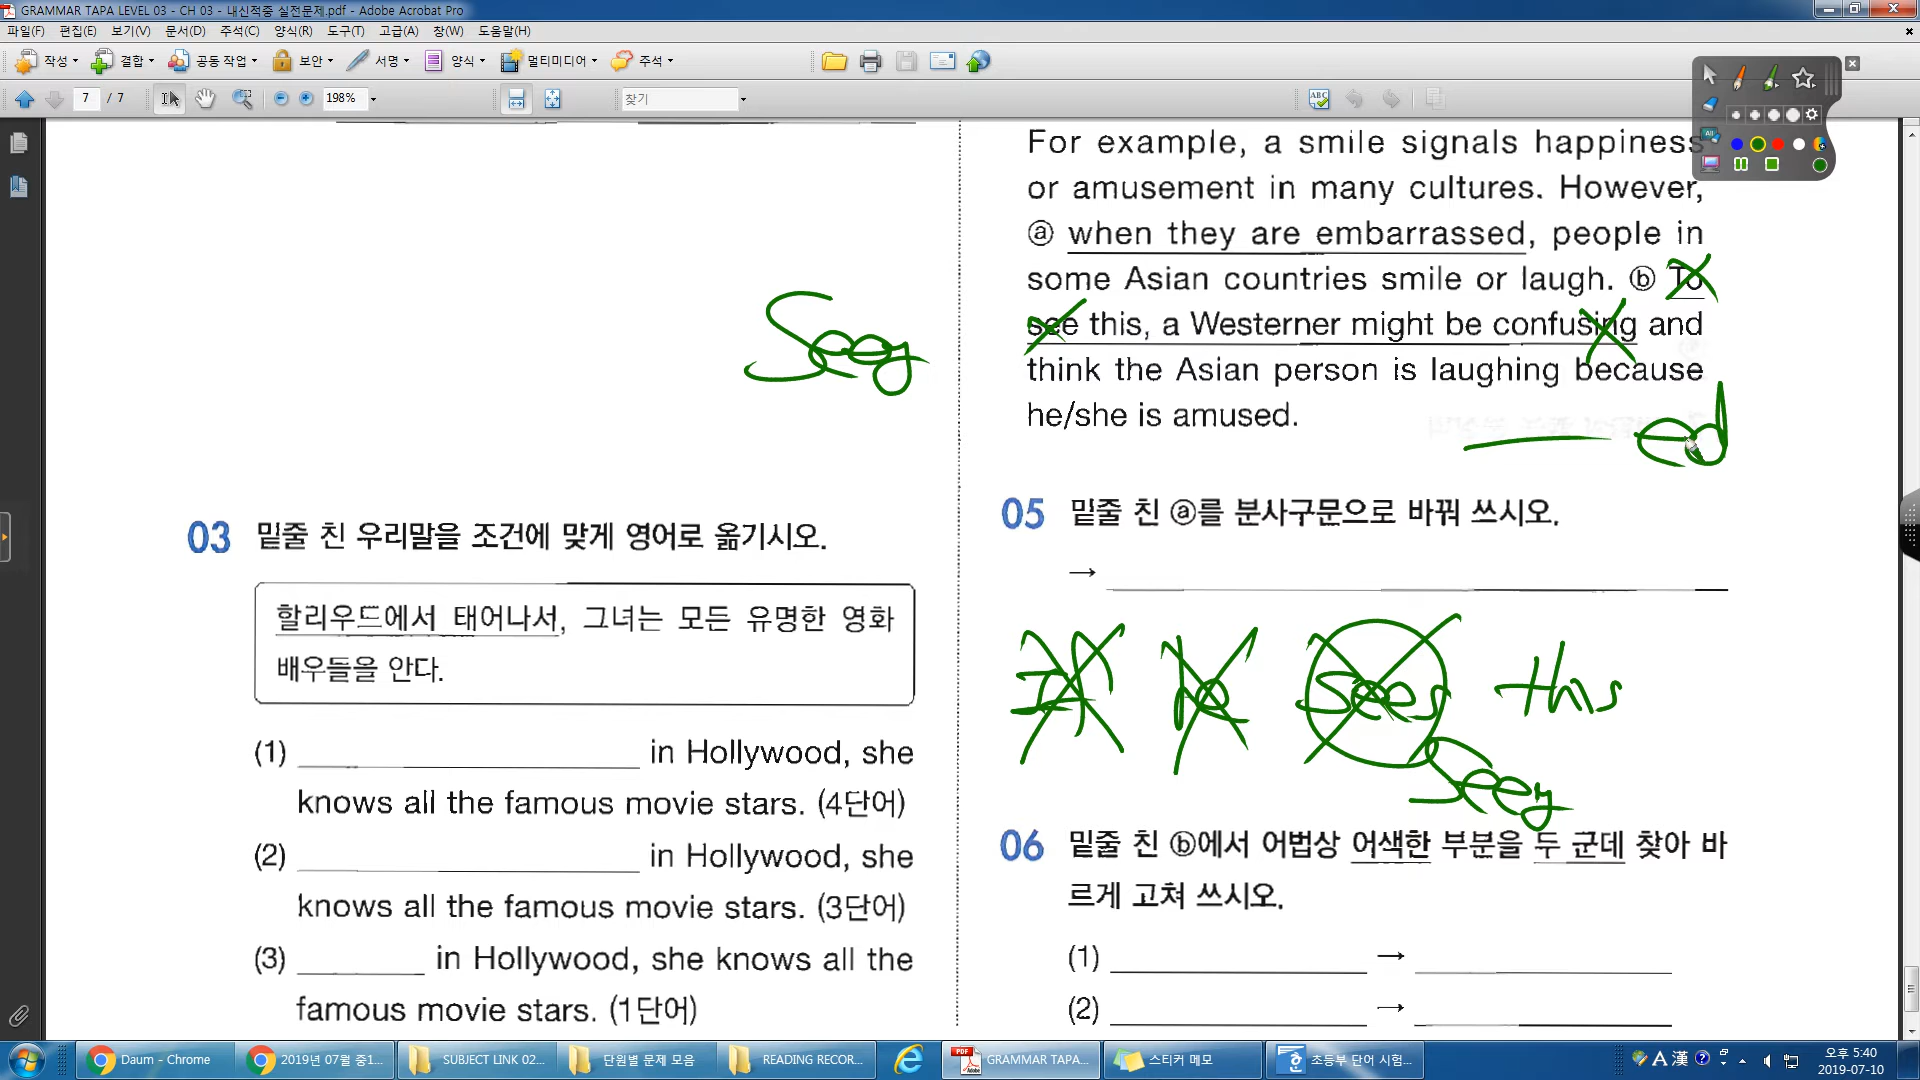 GRAMMAR TAPA LEVEL 03 - CH 03 - 내신적중 실전문제.pdf - Adobe Acrobat Pro
파일(F) 편집(E) 보기(V) 문서(D) 주석(C) 양식(R) 도구(T) 고급(A) 창(W) 도움말(H)
작성 결합 공동 작업 보안 서명 양식 멀티미디어 주석
7 / 7 198% 찾기
For example, a smile signals happiness
or amusement in many cultures. However,
ⓐ when they are embarrassed, people in
some Asian countries smile or laugh. ⓑ To
see this, a Westerner might be confusing and
think the Asian person is laughing because
he/she is amused.
ed
03 밑줄 친 우리말을 조건에 맞게 영어로 옮기시오.
할리우드에서 태어나서, 그녀는 모든 유명한 영화
배우들을 안다.
(1) ____ in Hollywood, she
knows all the famous movie stars. (4단어)
(2) ____ in Hollywood, she
knows all the famous movie stars. (3단어)
(3) ____ in Hollywood, she knows all the
famous movie stars. (1단어)
05 밑줄 친 ⓐ를 분사구문으로 바꿔 쓰시오.
→
he sees this
06 밑줄 친 ⓑ에서 어법상 어색한 부분을 두 군데 찾아 바
르게 고쳐 쓰시오.
(1) ____ → ____
(2) ____ → ____
Daum - Chrome
2019년 07월 중1...
SUBJECT LINK 02...
단원별 문제 모음
READING RECOR...
GRAMMAR TAPA...
스티커 메모
초등부 단어 시험...
A 漢
오후 5:40
2019-07-10